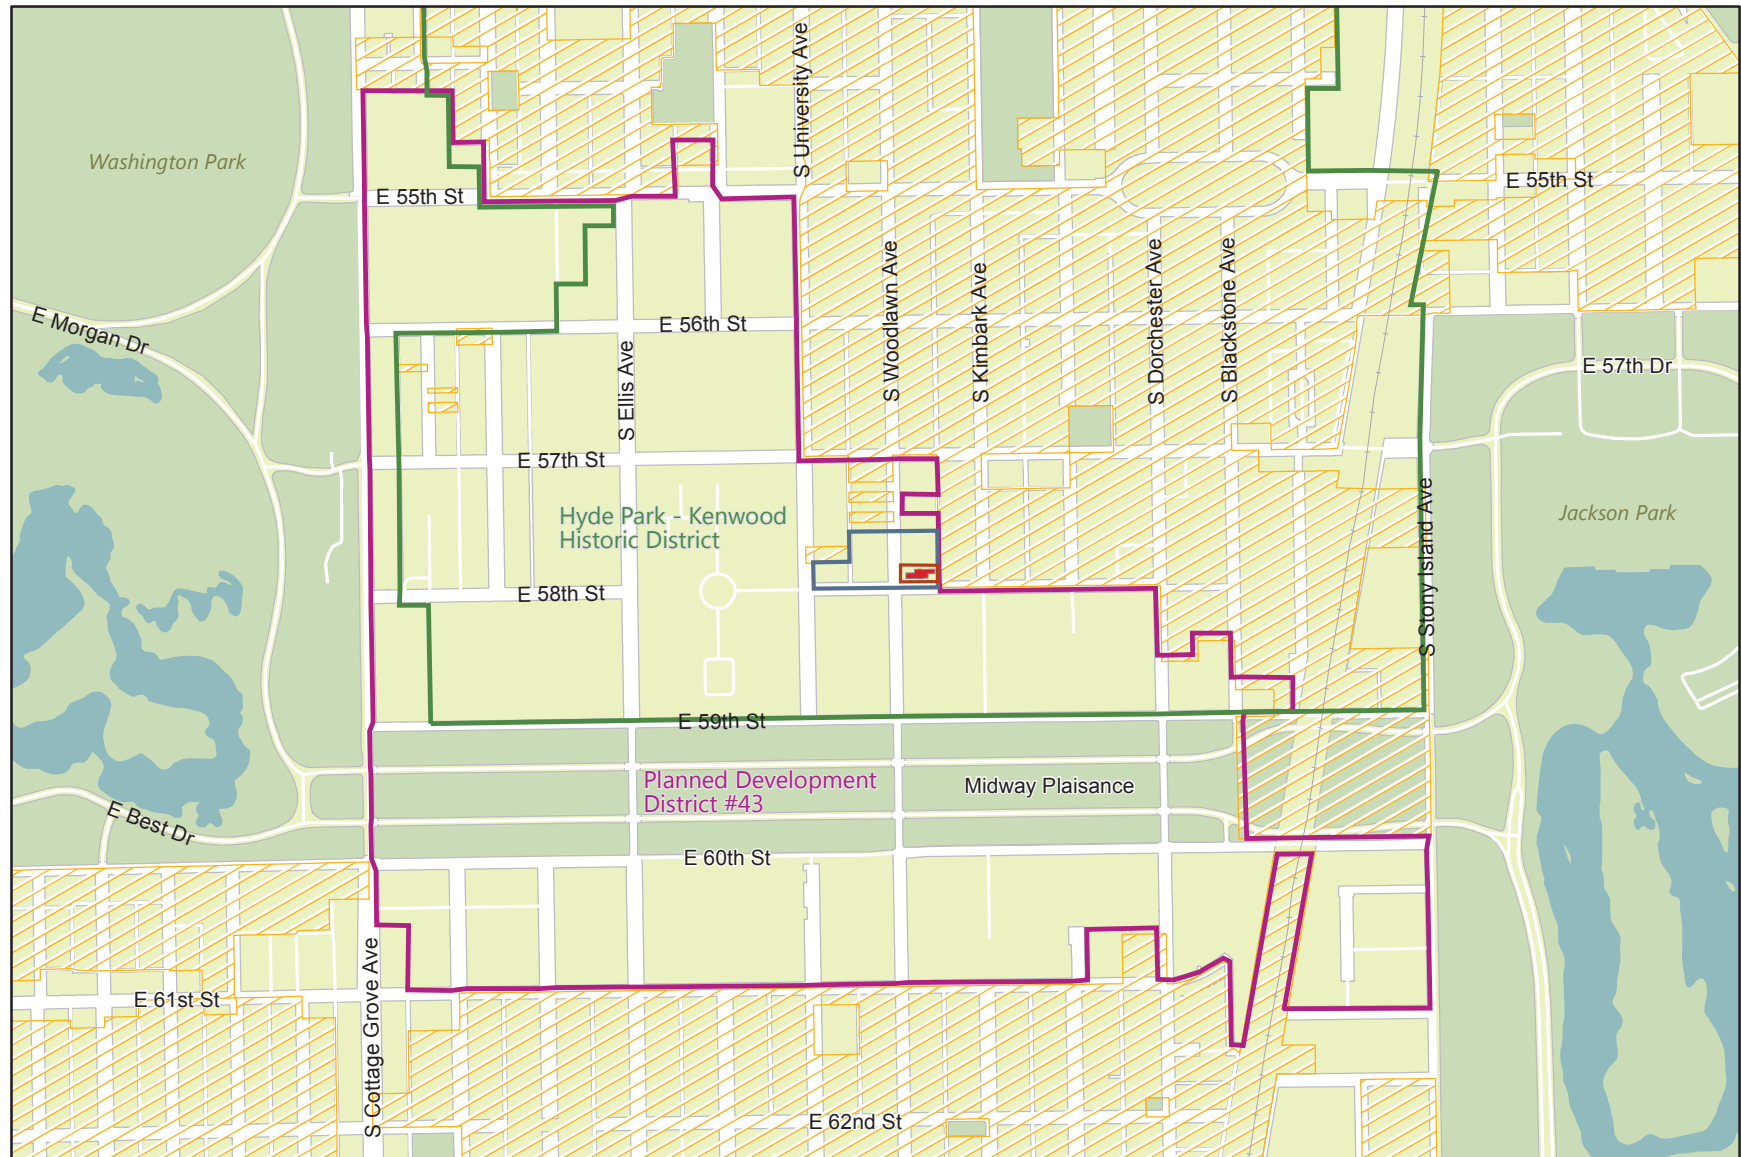 S University Ave
Washington Park
E 55th St
E 55th St
S Woodlawn Ave
S Kimbark Ave
S Dorchester Ave
S Blackstone Ave
E Morgan Dr
E 56th St
S Ellis Ave
E 57th Dr
E 57th St
Hyde Park - Kenwood
Historic District
Jackson Park
S Stony Island Ave
E 58th St
E 59th St
Planned Development
District #43
Midway Plaisance
E Best Dr
E 60th St
S Cottage Grove Ave
E 61st St
E 62nd St